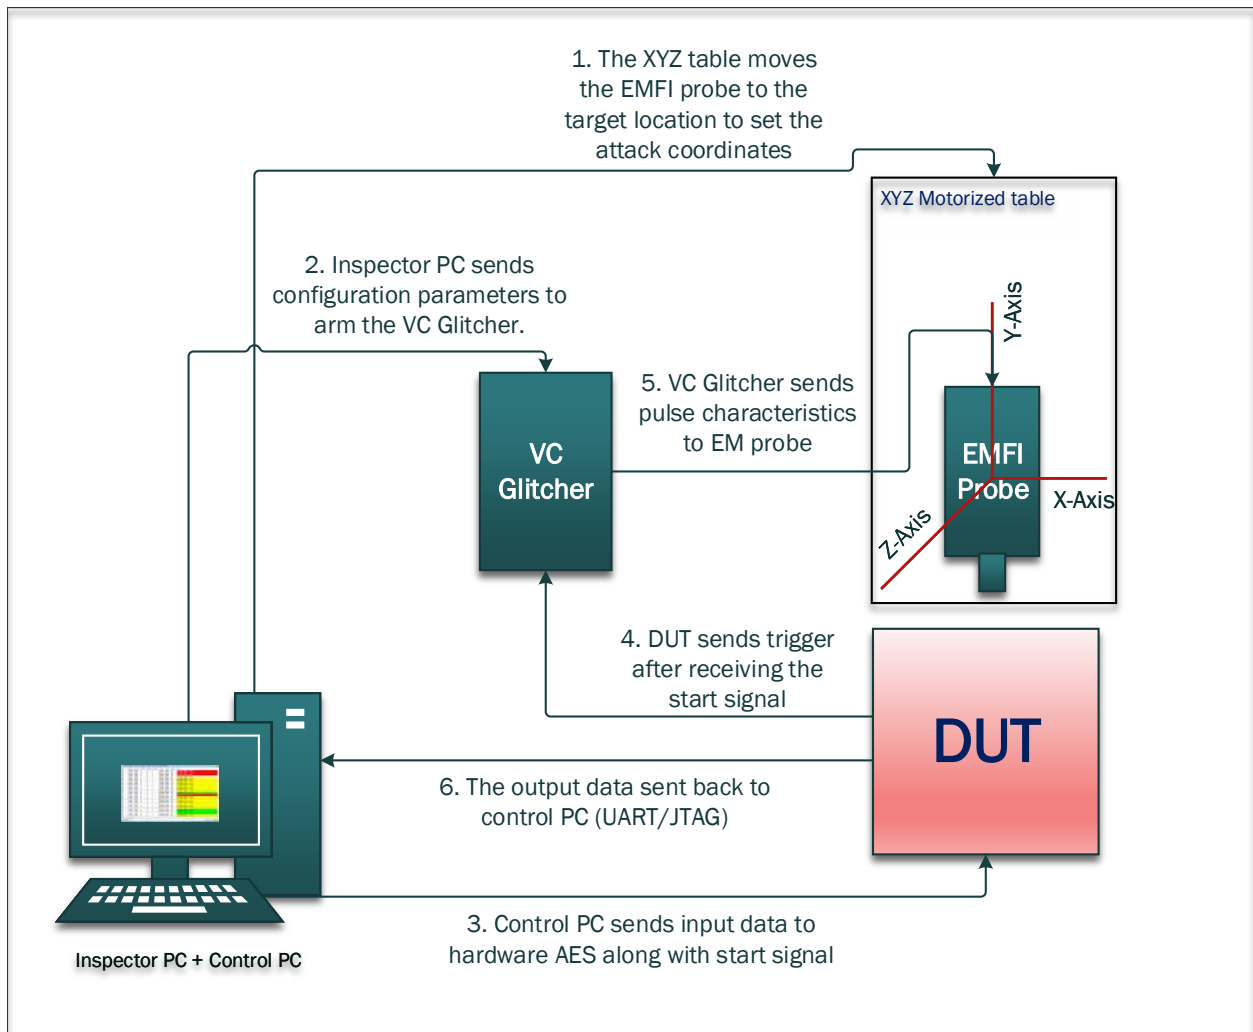 1. The XYZ table moves
the EMFI probe to the
target location to set the
attack coordinates
XYZ Motorized table
2. Inspector PC sends
configuration parameters to
arm the VC Glitcher.
Y-Axis
5. VC Glitcher sends
pulse characteristics
to EM probe
VC
Glitcher
EMFI
Probe
X-Axis
Z-Axis
4. DUT sends trigger
after receiving the
start signal
DUT
6. The output data sent back to
control PC (UART/JTAG)
3. Control PC sends input data to
hardware AES along with start signal
Inspector PC + Control PC